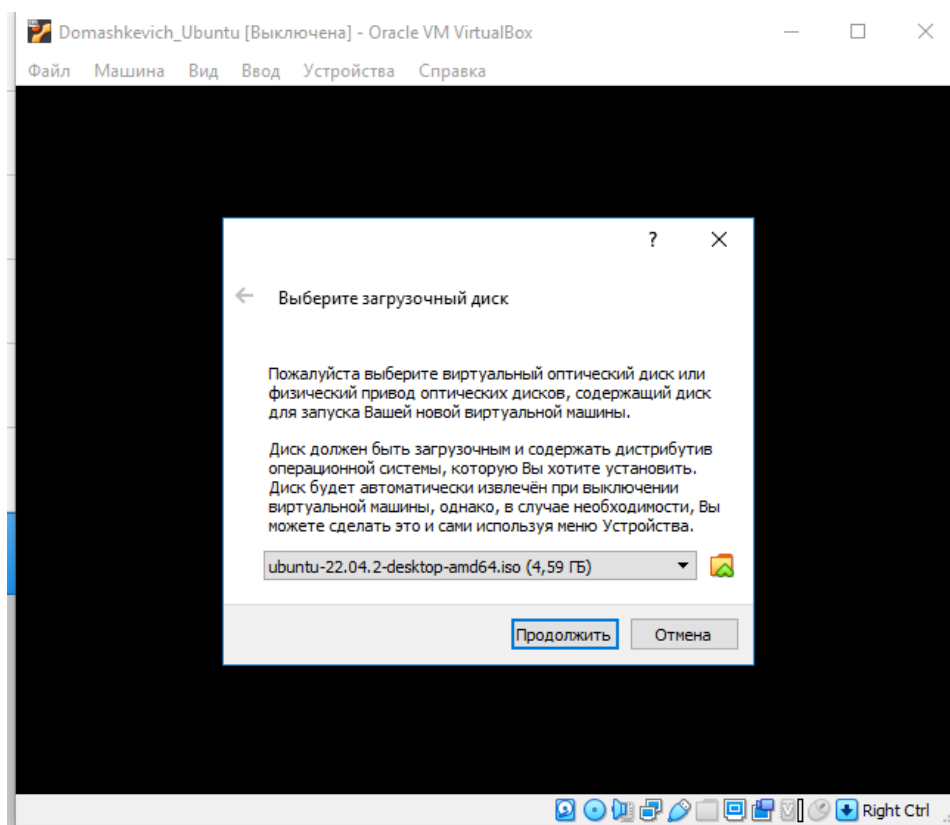 Domashkevich_Ubuntu [Выключена] - Oracle VM VirtualBox
Файл Машина Вид Ввод Устройства Справка
?
Выберите загрузочный диск
Пожалуйста выберите виртуальный оптический диск или
физический привод оптических дисков, содержащий диск
для запуска Вашей новой виртуальной машины.
Диск должен быть загрузочным и содержать дистрибутив
операционной системы, которую Вы хотите установить.
Диск будет автоматически извлечён при выключении
виртуальной машины, однако, в случае необходимости, Вы
можете сделать это и сами используя меню Устройства.
ubuntu-22.04.2-desktop-amd64.iso (4,59 ГБ)
Продолжить Отмена
Right Ctrl